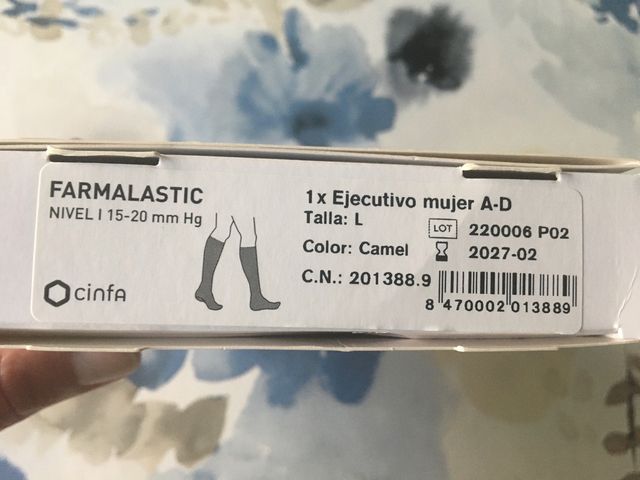 FARMALASTIC
NIVEL I 15-20 mm Hg
cinfa
1x Ejecutivo mujer A-D
Talla: L
LOT 220006 P02
Color: Camel
2027-02
C.N.: 201388.9
8 470002 013889